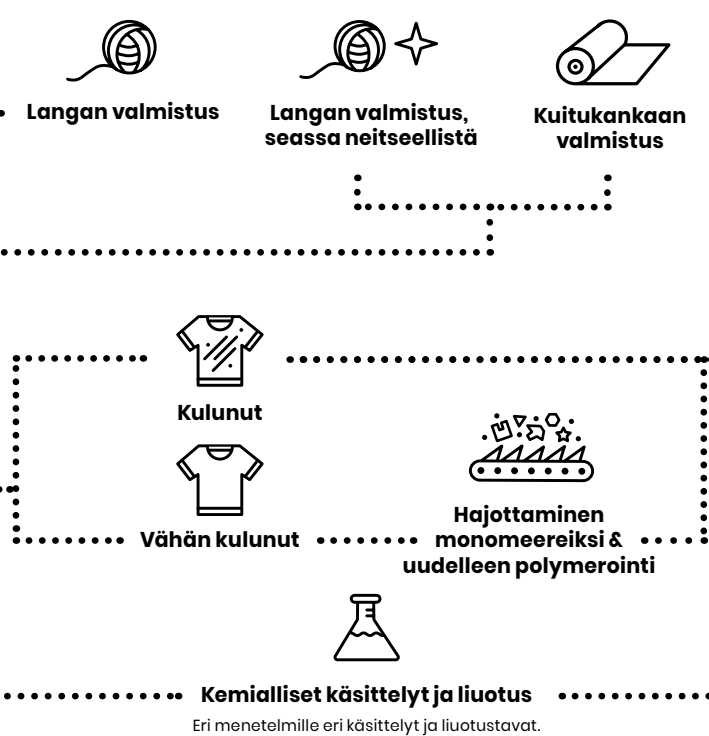 Langan valmistus
Langan valmistus,
seassa neitseellistä
Kuitukankaan
valmistus
Kulunut
Vähän kulunut
Hajottaminen
monomeereiksi &
uudelleen polymerointi
Kemialliset käsittelyt ja liuotus
Eri menetelmille eri käsittelyt ja liuotustavat.